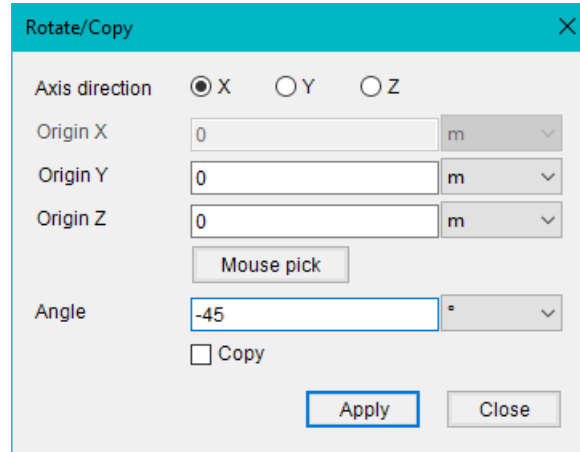 Rotate/Copy
Axis direction X Y Z
Origin X 0 m
Origin Y 0 m
Origin Z 0 m
Mouse pick
Angle -45 °
Copy
Apply Close